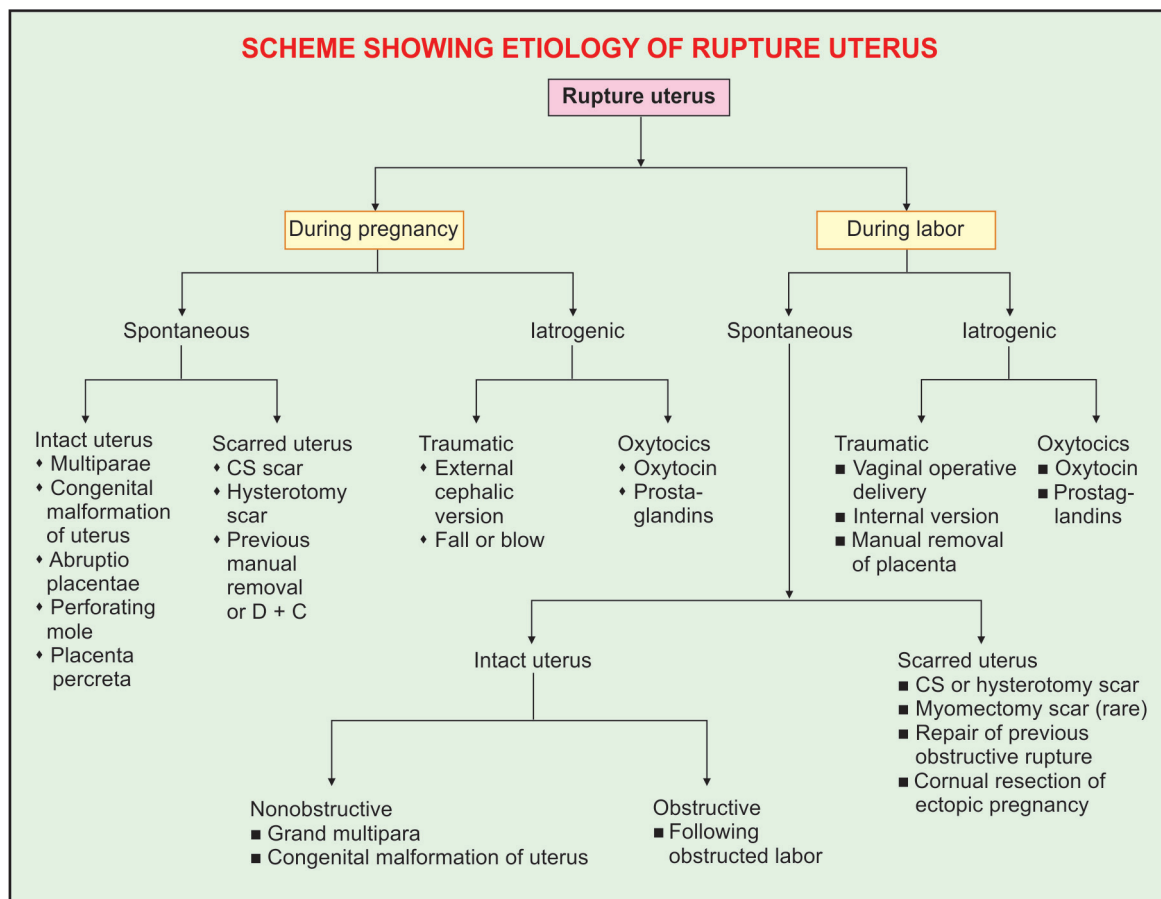 SCHEME SHOWING ETIOLOGY OF RUPTURE UTERUS
Rupture uterus
During pregnancy
During labor
Spontaneous
Iatrogenic
Spontaneous
Iatrogenic
Intact uterus
♦ Multiparae
♦ Congenital
malformation
of uterus
♦ Abruptio
placentae
♦ Perforating
mole
♦ Placenta
percreta
Scarred uterus
♦ CS scar
♦ Hysterotomy
scar
♦ Previous
manual
removal
or D + C
Traumatic
♦ External
cephalic
version
♦ Fall or blow
Oxytocics
♦ Oxytocin
♦ Prosta-
glandins
Traumatic
■ Vaginal operative
delivery
■ Internal version
■ Manual removal
of placenta
Oxytocics
■ Oxytocin
■ Prostag-
landins
Intact uterus
Scarred uterus
■ CS or hysterotomy scar
■ Myomectomy scar (rare)
■ Repair of previous
obstructive rupture
■ Cornual resection of
ectopic pregnancy
Nonobstructive
■ Grand multipara
■ Congenital malformation of uterus
Obstructive
■ Following
obstructed labor